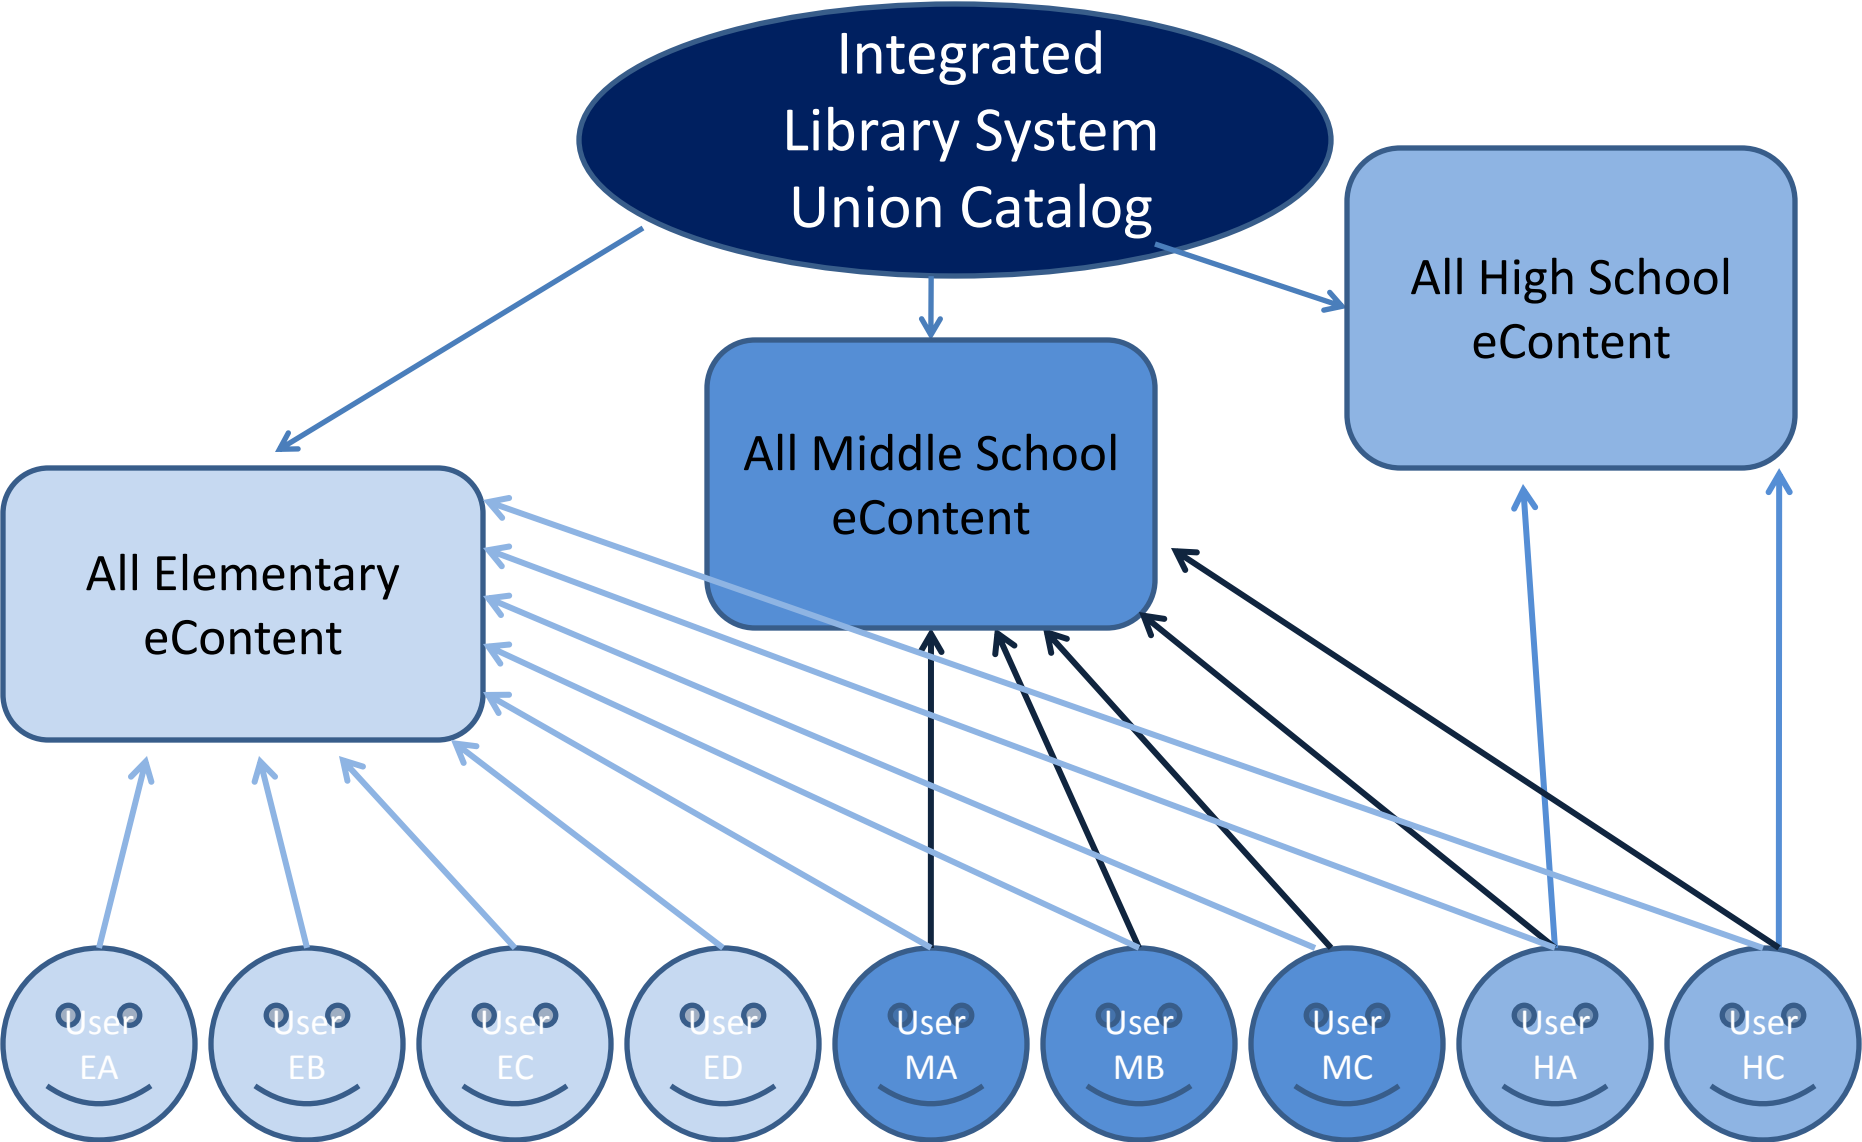 Integrated
Library System
Union Catalog
All High School
eContent
All Middle School
eContent
All Elementary
eContent
User
EA
User
EB
User
EC
User
ED
User
MA
User
MB
User
MC
User
HA
User
HC